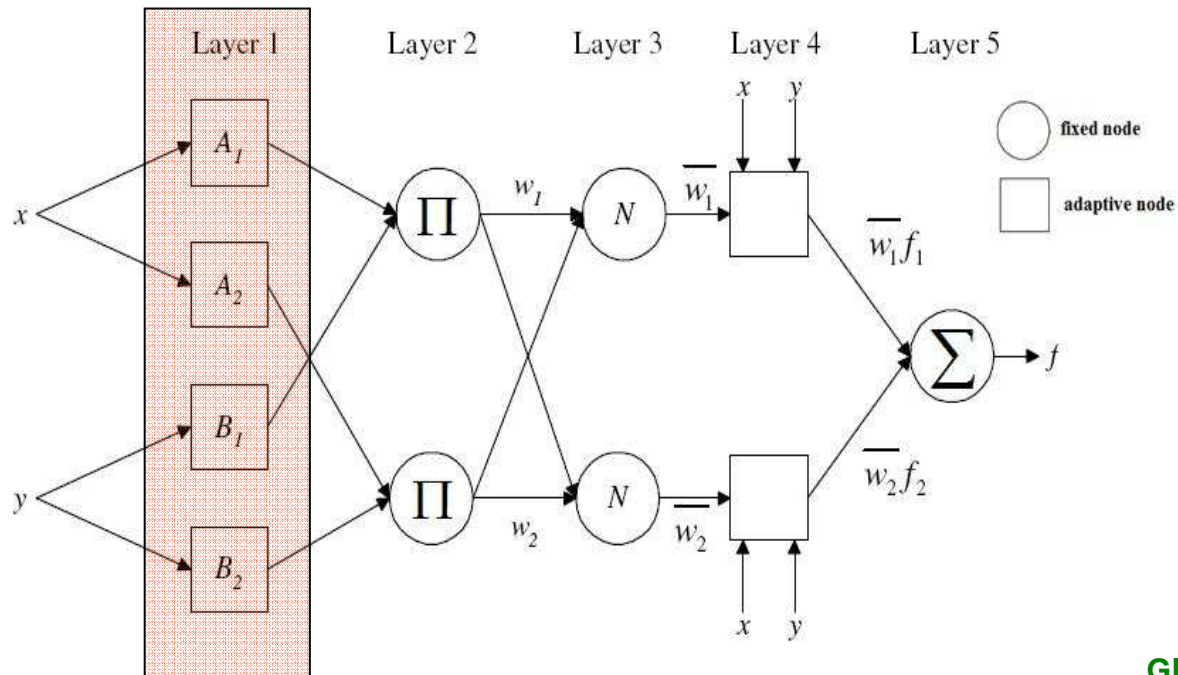 Layer 1
Layer 2
Layer 3
Layer 4
Layer 5
x y
fixed node
adaptive node
A₁
x
A₂
∏
w₁
N
w̅₁
w̅₁f₁
∑
f
B₁
y
B₂
∏
w₂
N
w̅₂
w̅₂f₂
x y